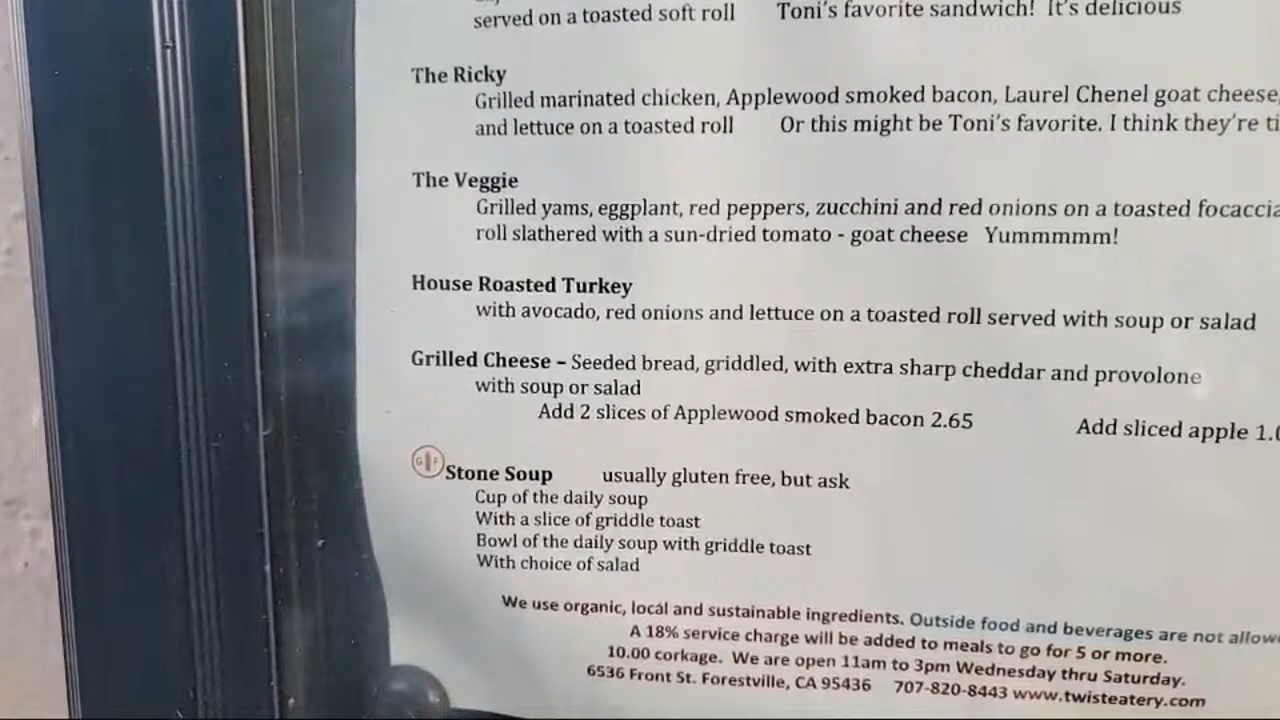 served on a toasted soft roll Toni's favorite sandwich! It's delicious
The Ricky
Grilled marinated chicken, Applewood smoked bacon, Laurel Chenel goat cheese,
and lettuce on a toasted roll Or this might be Toni's favorite. I think they're ti
The Veggie
Grilled yams, eggplant, red peppers, zucchini and red onions on a toasted focaccia
roll slathered with a sun-dried tomato - goat cheese Yummmmm!
House Roasted Turkey
with avocado, red onions and lettuce on a toasted roll served with soup or salad
Grilled Cheese – Seeded bread, griddled, with extra sharp cheddar and provolone
with soup or salad
Add 2 slices of Applewood smoked bacon 2.65 Add sliced apple 1.0
GF Stone Soup usually gluten free, but ask
Cup of the daily soup
With a slice of griddle toast
Bowl of the daily soup with griddle toast
With choice of salad
We use organic, local and sustainable ingredients. Outside food and beverages are not allowe
A 18% service charge will be added to meals to go for 5 or more.
10.00 corkage. We are open 11am to 3pm Wednesday thru Saturday.
6536 Front St. Forestville, CA 95436 707-820-8443 www.twisteatery.com